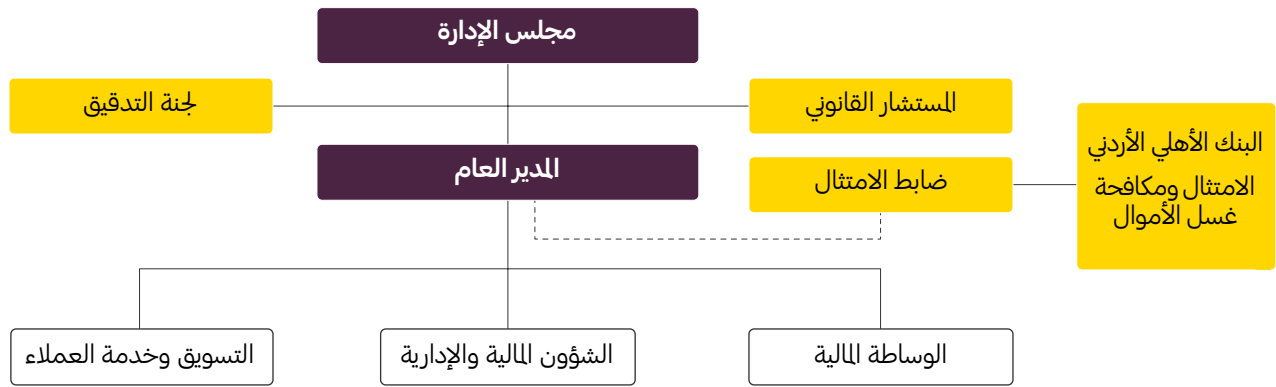 مجلس الإدارة
المستشار القانوني
لجنة التدقيق
المدير العام
ضابط الامتثال
البنك الأهلي الأردني
الامتثال ومكافحة
غسل الأموال
الوساطة المالية
الشؤون المالية والإدارية
التسويق وخدمة العملاء